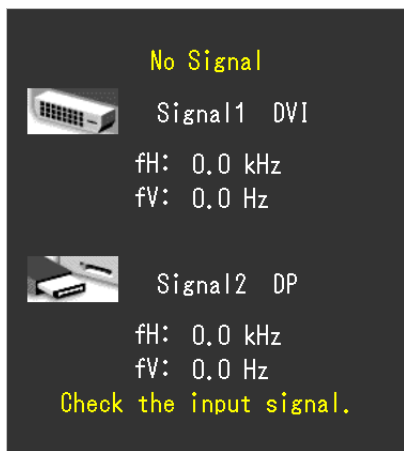 No Signal
Signal1 DVI
fH: 0.0 kHz
fV: 0.0 Hz
Signal2 DP
fH: 0.0 kHz
fV: 0.0 Hz
Check the input signal.